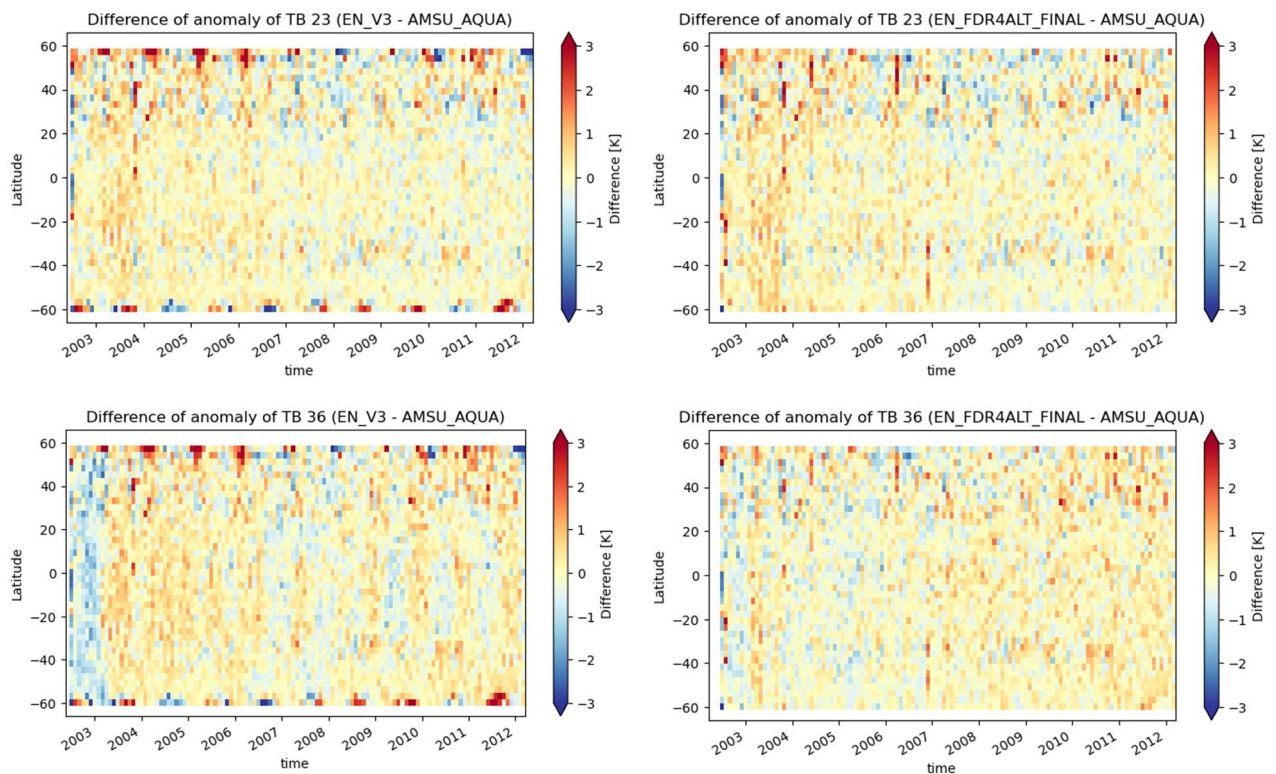 Difference of anomaly of TB 23 (EN_V3 - AMSU_AQUA)
60
40
20
0
−20
−40
−60
Latitude
2003 2004 2005 2006 2007 2008 2009 2010 2011 2012
time
3
2
1
0
−1
−2
−3
Difference [K]
Difference of anomaly of TB 23 (EN_FDR4ALT_FINAL - AMSU_AQUA)
60
40
20
0
−20
−40
−60
Latitude
2003 2004 2005 2006 2007 2008 2009 2010 2011 2012
time
3
2
1
0
−1
−2
−3
Difference [K]
Difference of anomaly of TB 36 (EN_V3 - AMSU_AQUA)
60
40
20
0
−20
−40
−60
Latitude
2003 2004 2005 2006 2007 2008 2009 2010 2011 2012
time
3
2
1
0
−1
−2
−3
Difference [K]
Difference of anomaly of TB 36 (EN_FDR4ALT_FINAL - AMSU_AQUA)
60
40
20
0
−20
−40
−60
Latitude
2003 2004 2005 2006 2007 2008 2009 2010 2011 2012
time
3
2
1
0
−1
−2
−3
Difference [K]